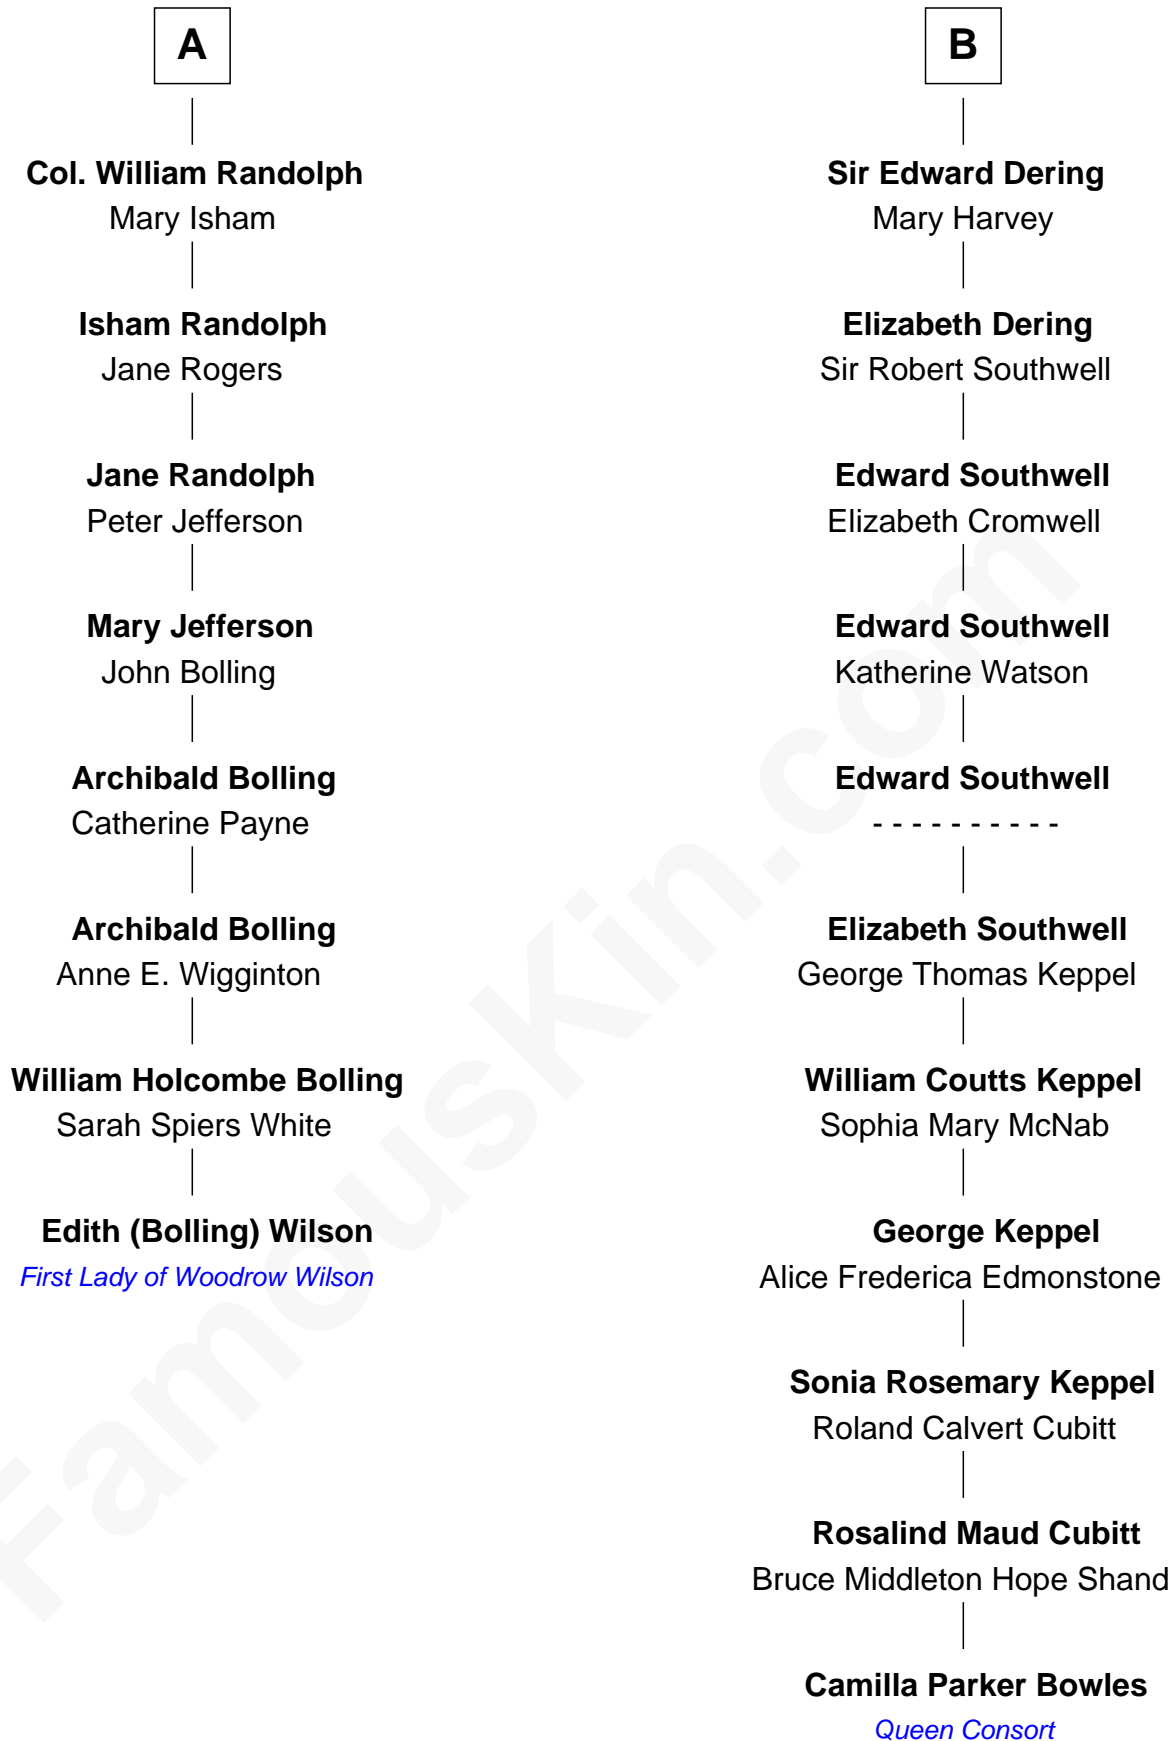 A
Col. William Randolph
Mary Isham
Isham Randolph
Jane Rogers
Jane Randolph
Peter Jefferson
Mary Jefferson
John Bolling
Archibald Bolling
Catherine Payne
Archibald Bolling
Anne E. Wigginton
William Holcombe Bolling
Sarah Spiers White
Edith (Bolling) Wilson
First Lady of Woodrow Wilson
B
Sir Edward Dering
Mary Harvey
Elizabeth Dering
Sir Robert Southwell
Edward Southwell
Elizabeth Cromwell
Edward Southwell
Katherine Watson
Edward Southwell
- - - - - - - - - -
Elizabeth Southwell
George Thomas Keppel
William Coutts Keppel
Sophia Mary McNab
George Keppel
Alice Frederica Edmonstone
Sonia Rosemary Keppel
Roland Calvert Cubitt
Rosalind Maud Cubitt
Bruce Middleton Hope Shand
Camilla Parker Bowles
Queen Consort
FamousKin.com